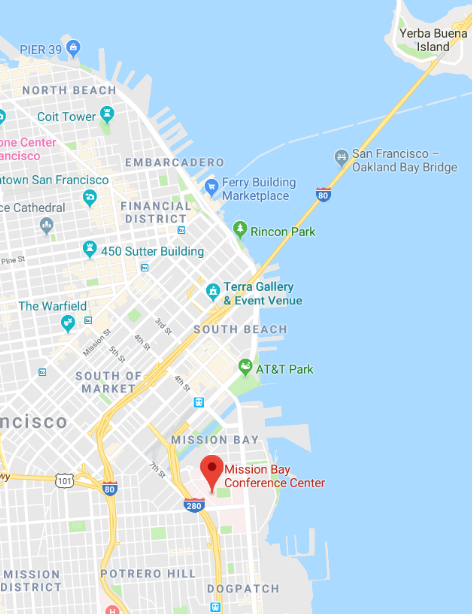 Yerba Buena
Island
PIER 39
NORTH BEACH
Coit Tower
one Center
ancisco
EMBARCADERO
San Francisco –
Oakland Bay Bridge
ntown San Francisco
Ferry Building
Marketplace
80
ce Cathedral
FINANCIAL
DISTRICT
Rincon Park
450 Sutter Building
Pine St
Terra Gallery
& Event Venue
The Warfield
3rd St
SOUTH BEACH
Mission St
4th St
5th St
AT&T Park
SOUTH OF
MARKET
4th St
ncisco
MISSION BAY
7th St
Mission Bay
Conference Center
wy
101
80
280
MISSION
DISTRICT
POTRERO HILL
DOGPATCH